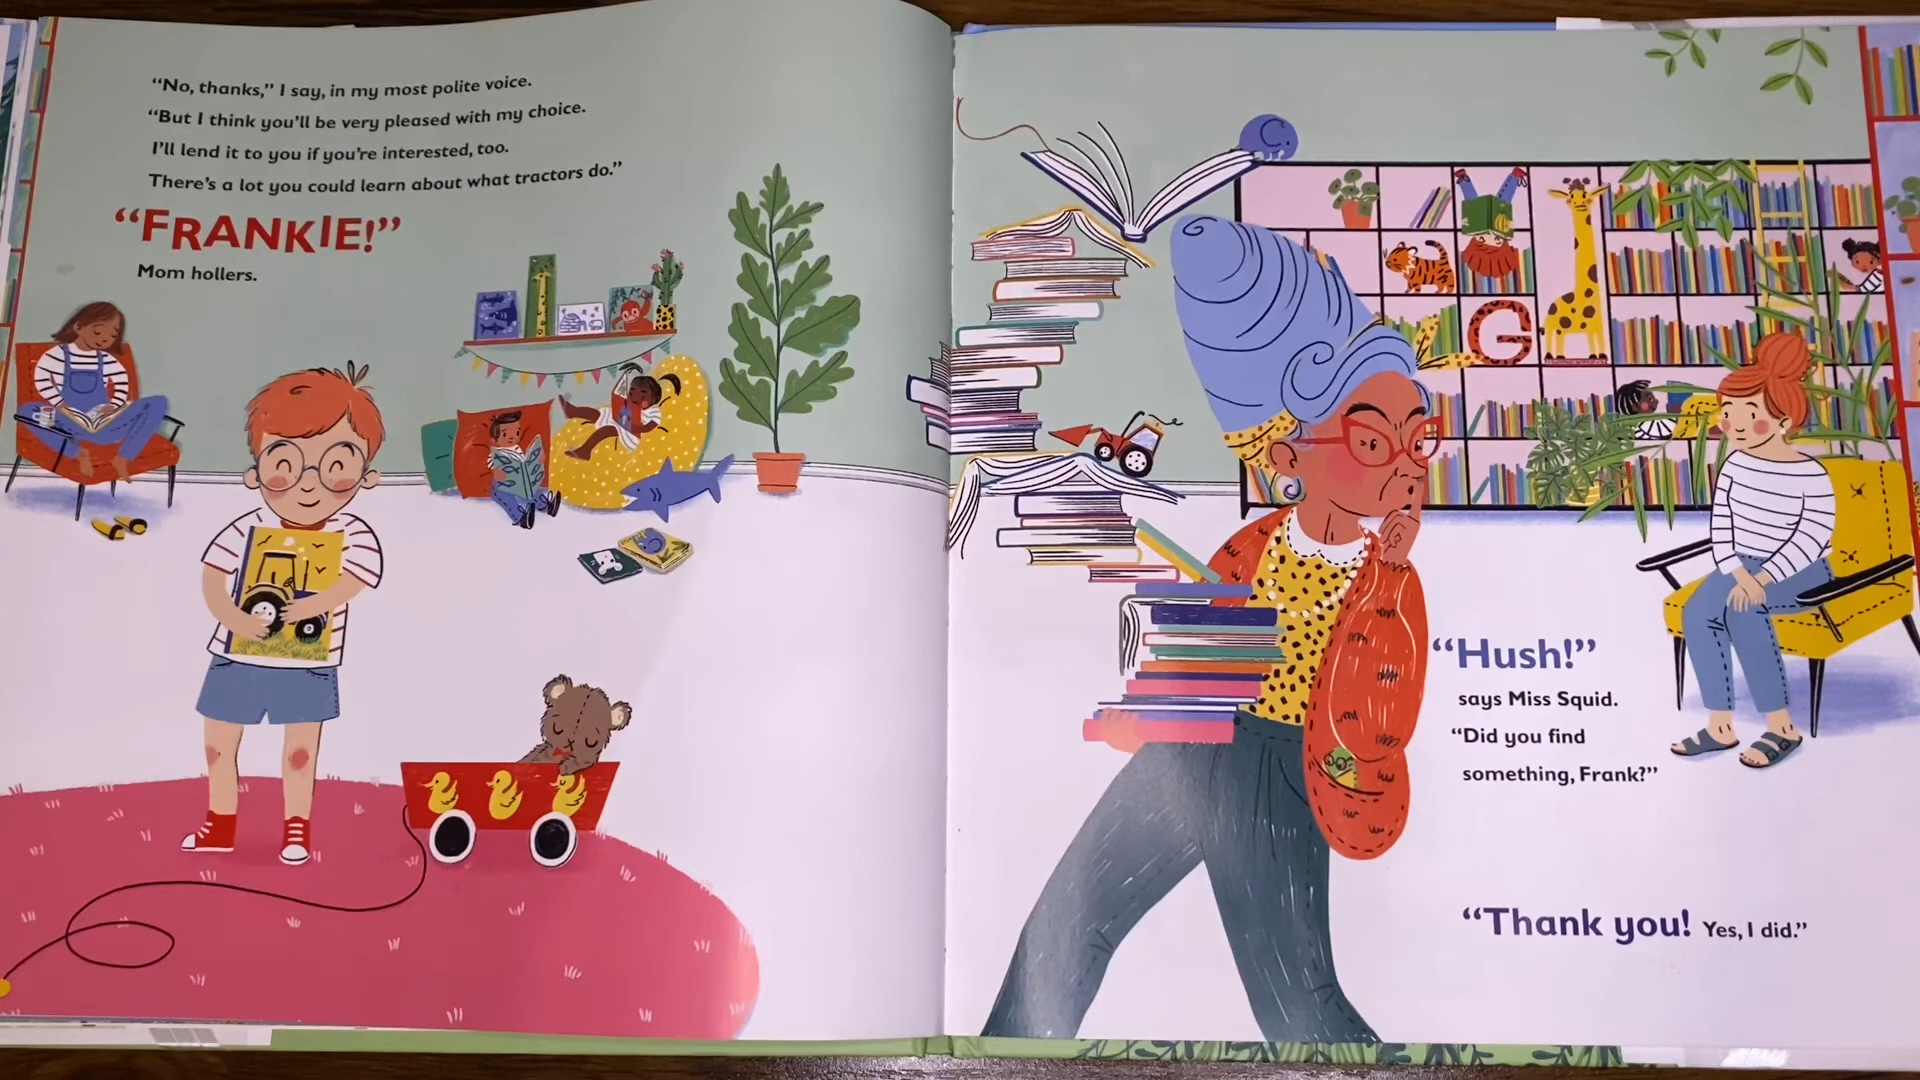 “No, thanks,” I say, in my most polite voice.
“But I think you’ll be very pleased with my choice.
I’ll lend it to you if you’re interested, too.
There’s a lot you could learn about what tractors do.”
“FRANKIE!”
Mom hollers.
“Hush!”
says Miss Squid.
“Did you find
something, Frank?”
“Thank you! Yes, I did.”